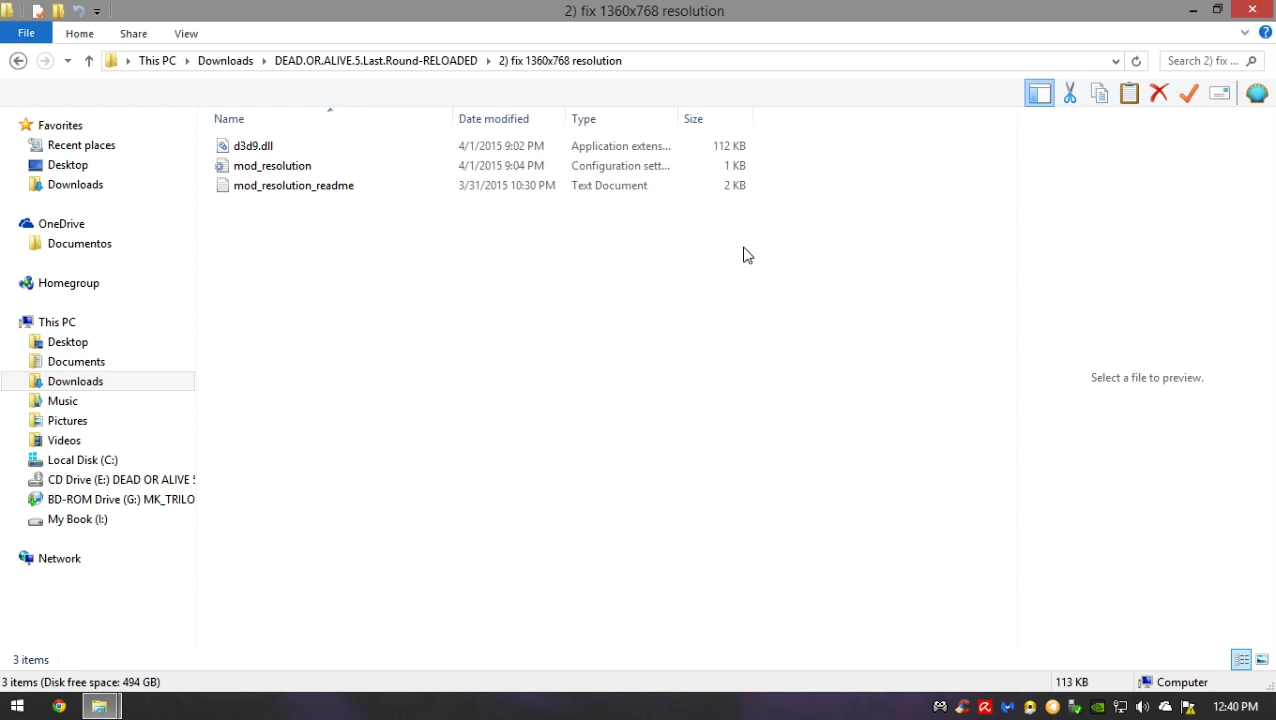 2) fix 1360x768 resolution
File Home Share View
This PC Downloads DEAD.OR.ALIVE.5.Last.Round-RELOADED 2) fix 1360x768 resolution Search 2) fix ...
Name Date modified Type Size
Favorites
Recent places
Desktop
Downloads
OneDrive
Documentos
Homegroup
This PC
Desktop
Documents
Downloads
Music
Pictures
Videos
Local Disk (C:)
CD Drive (E:) DEAD OR ALIVE 5
BD-ROM Drive (G:) MK_TRILO
My Book (I:)
Network
d3d9.dll 4/1/2015 9:02 PM Application extens... 112 KB
mod_resolution 4/1/2015 9:04 PM Configuration sett... 1 KB
mod_resolution_readme 3/31/2015 10:30 PM Text Document 2 KB
Select a file to preview.
3 items
3 items (Disk free space: 494 GB) 113 KB Computer
12:40 PM